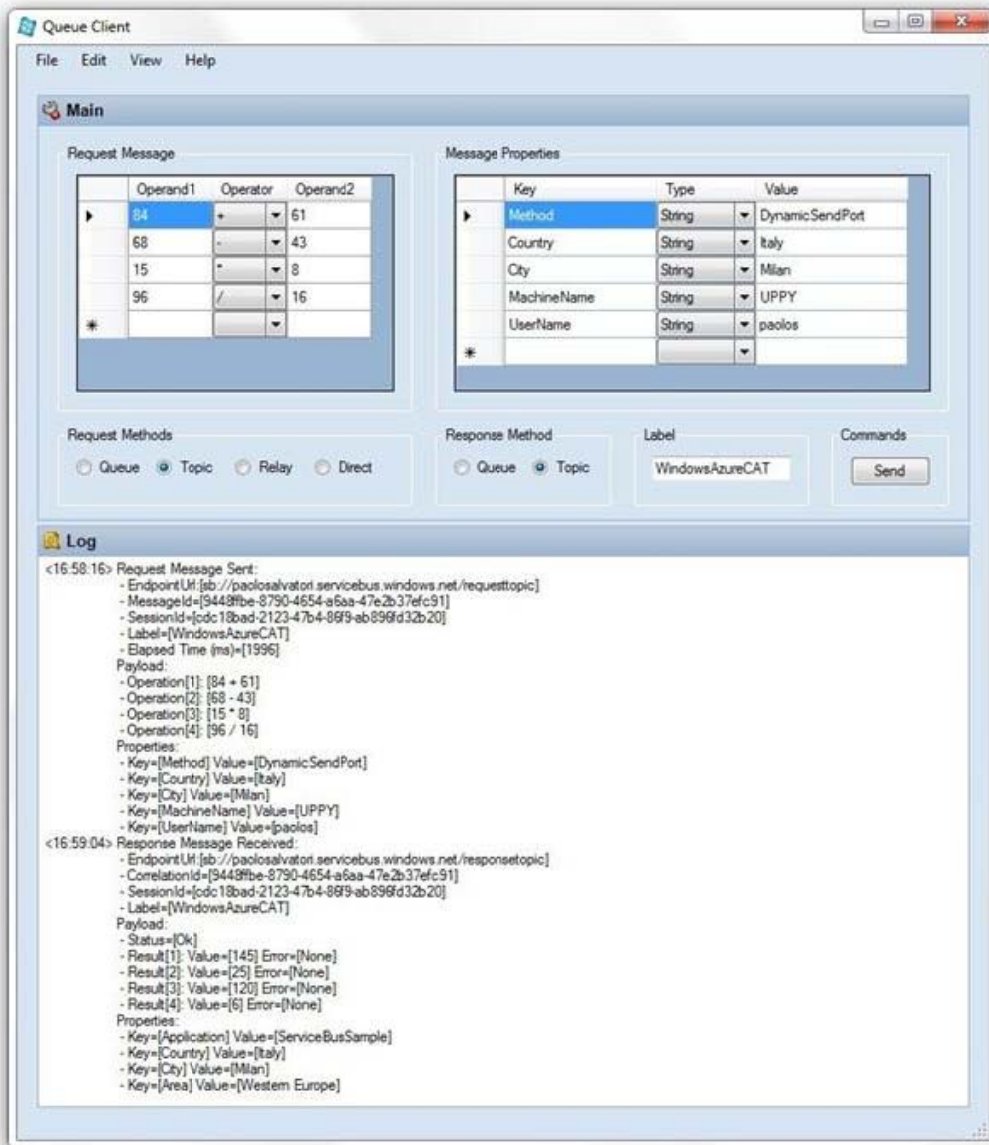 Queue Client
File Edit View Help
Main
Request Message
Operand1 Operator Operand2
84 + 61
68 - 43
15 * 8
96 / 16
Message Properties
Key Type Value
Method String DynamicSendPort
Country String Italy
City String Milan
MachineName String UPPY
UserName String paolos
Request Methods
Queue Topic Relay Direct
Response Method
Queue Topic
Label
WindowsAzureCAT
Commands
Send
Log
<16:58:16> Request Message Sent:
- EndpointUrl:[sb://paolosalvatori.servicebus.windows.net/requesttopic]
- MessageId=[9448ffbe-8790-4654-a6aa-47e2b37efc91]
- SessionId=[cdc18bad-2123-47b4-86f9-ab896fd32b20]
- Label=[WindowsAzureCAT]
- Elapsed Time (ms)=[1996]
Payload:
- Operation[1]: [84 + 61]
- Operation[2]: [68 - 43]
- Operation[3]: [15 * 8]
- Operation[4]: [96 / 16]
Properties:
- Key=[Method] Value=[DynamicSendPort]
- Key=[Country] Value=[Italy]
- Key=[City] Value=[Milan]
- Key=[MachineName] Value=[UPPY]
- Key=[UserName] Value=[paolos]
<16:59:04> Response Message Received:
- EndpointUrl:[sb://paolosalvatori.servicebus.windows.net/responsetopic]
- CorrelationId=[9448ffbe-8790-4654-a6aa-47e2b37efc91]
- SessionId=[cdc18bad-2123-47b4-86f9-ab896fd32b20]
- Label=[WindowsAzureCAT]
Payload:
- Status=[Ok]
- Result[1]: Value=[145] Error=[None]
- Result[2]: Value=[25] Error=[None]
- Result[3]: Value=[120] Error=[None]
- Result[4]: Value=[6] Error=[None]
Properties:
- Key=[Application] Value=[ServiceBusSample]
- Key=[Country] Value=[Italy]
- Key=[City] Value=[Milan]
- Key=[Area] Value=[Western Europe]